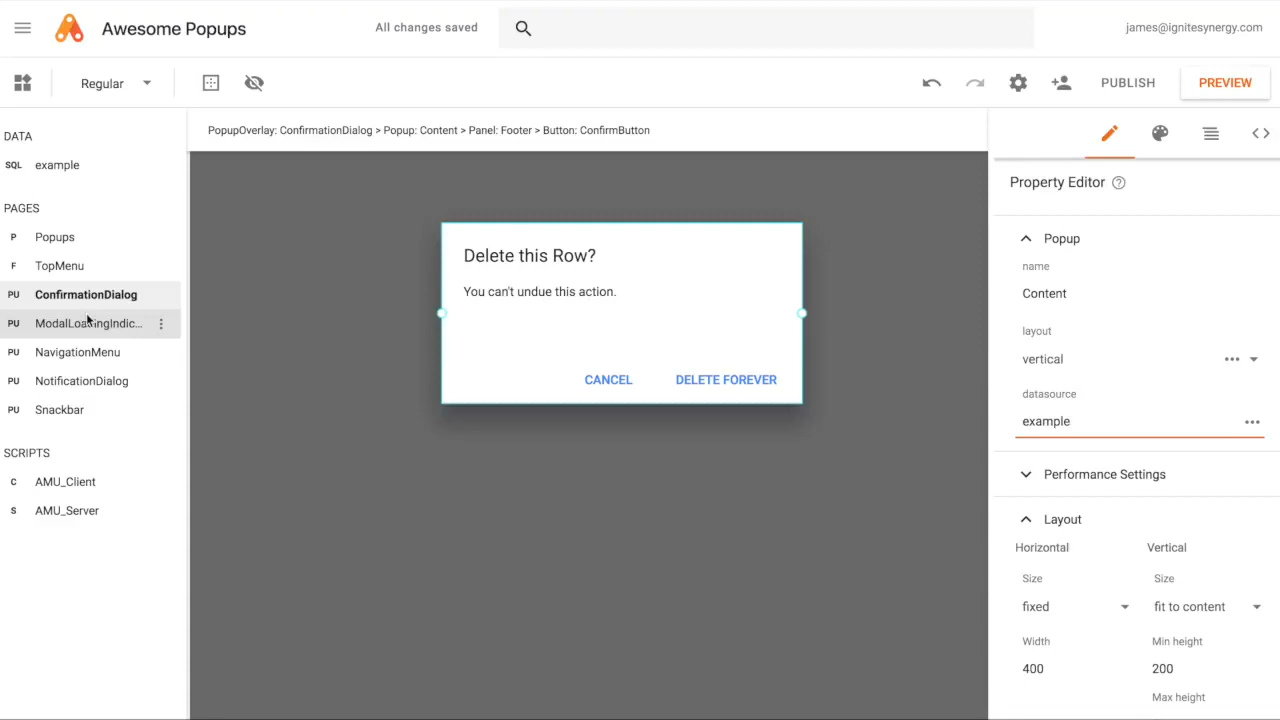 Awesome Popups
All changes saved
james@ignitesynergy.com
Regular
PUBLISH
PREVIEW
DATA
SQL example
PAGES
P Popups
F TopMenu
PU ConfirmationDialog
PU ModalLoadingIndic...
PU NavigationMenu
PU NotificationDialog
PU Snackbar
SCRIPTS
C AMU_Client
S AMU_Server
PopupOverlay: ConfirmationDialog > Popup: Content > Panel: Footer > Button: ConfirmButton
Delete this Row?
You can't undue this action.
CANCEL
DELETE FOREVER
Property Editor
Popup
name
Content
layout
vertical
datasource
example
Performance Settings
Layout
Horizontal Vertical
Size Size
fixed fit to content
Width Min height
400 200
Max height